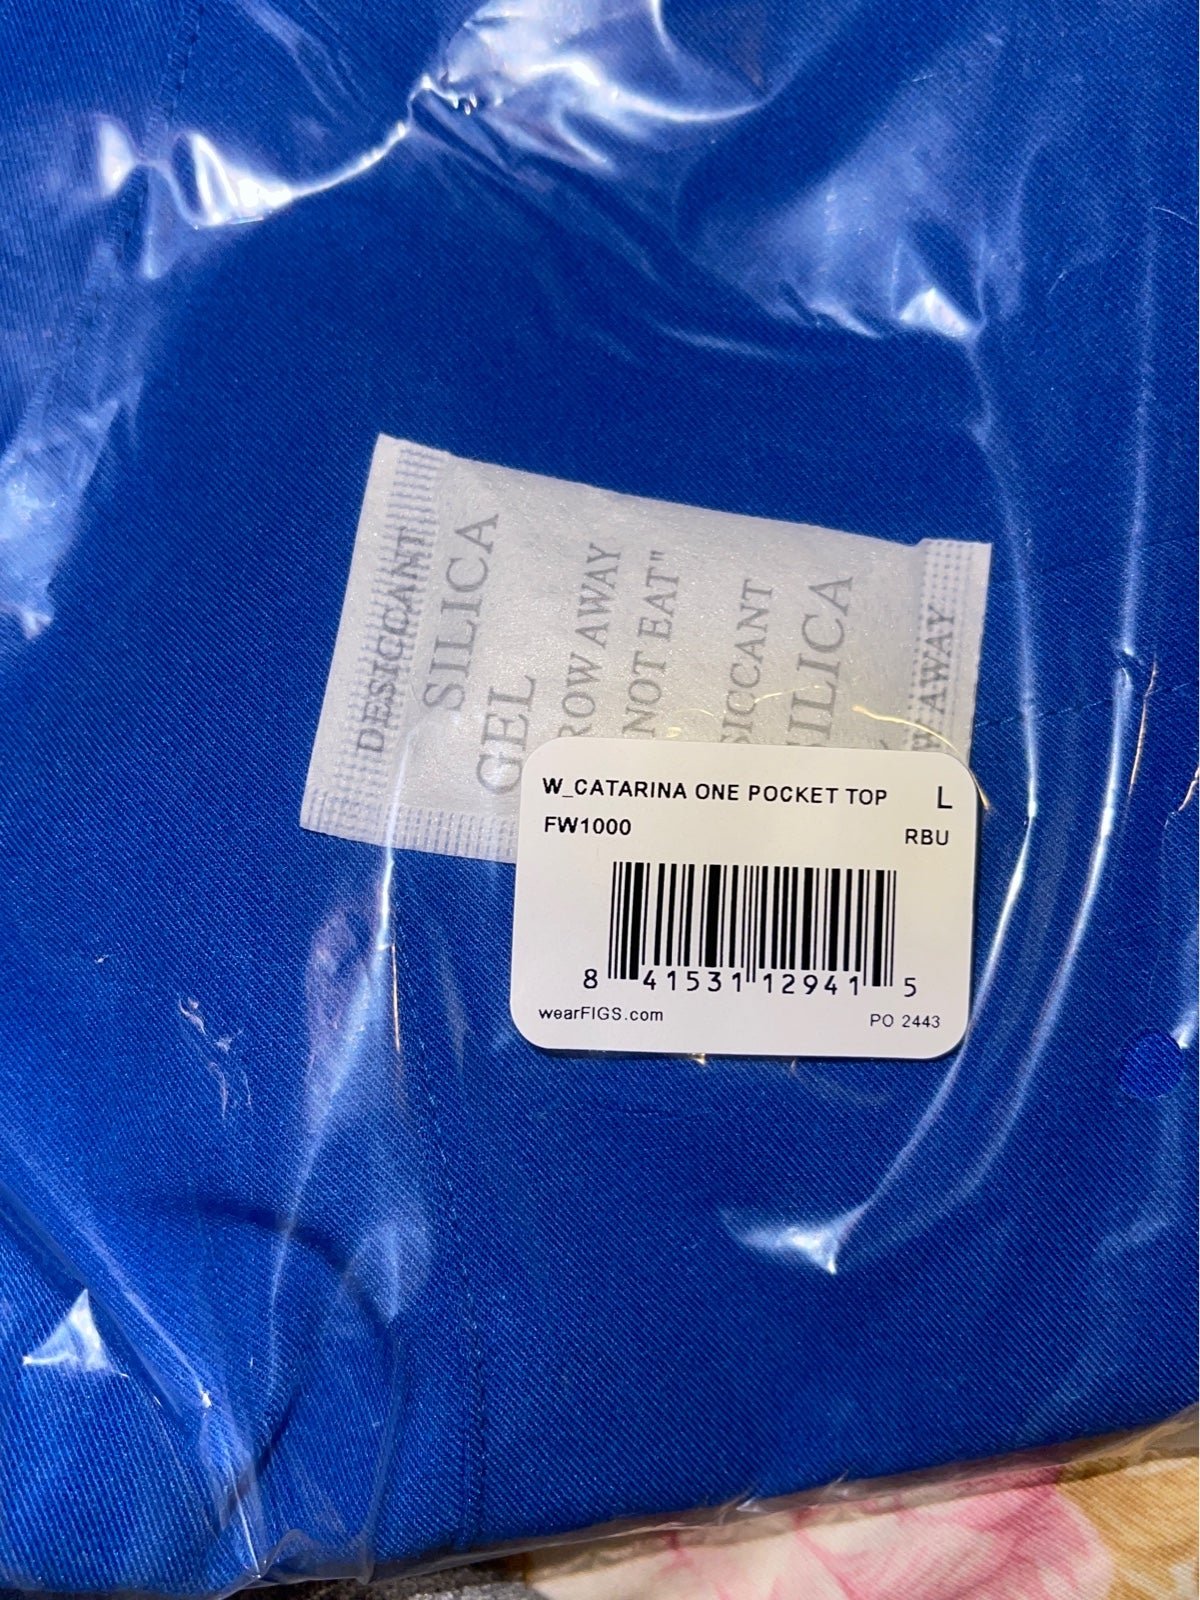 DESICCANT
SILICA
GEL
ROW AWAY
NOT EAT"
SICCANT
ILICA
AWAY
W_CATARINA ONE POCKET TOP L
FW1000 RBU
8 41531 12941 5
wearFIGS.com PO 2443